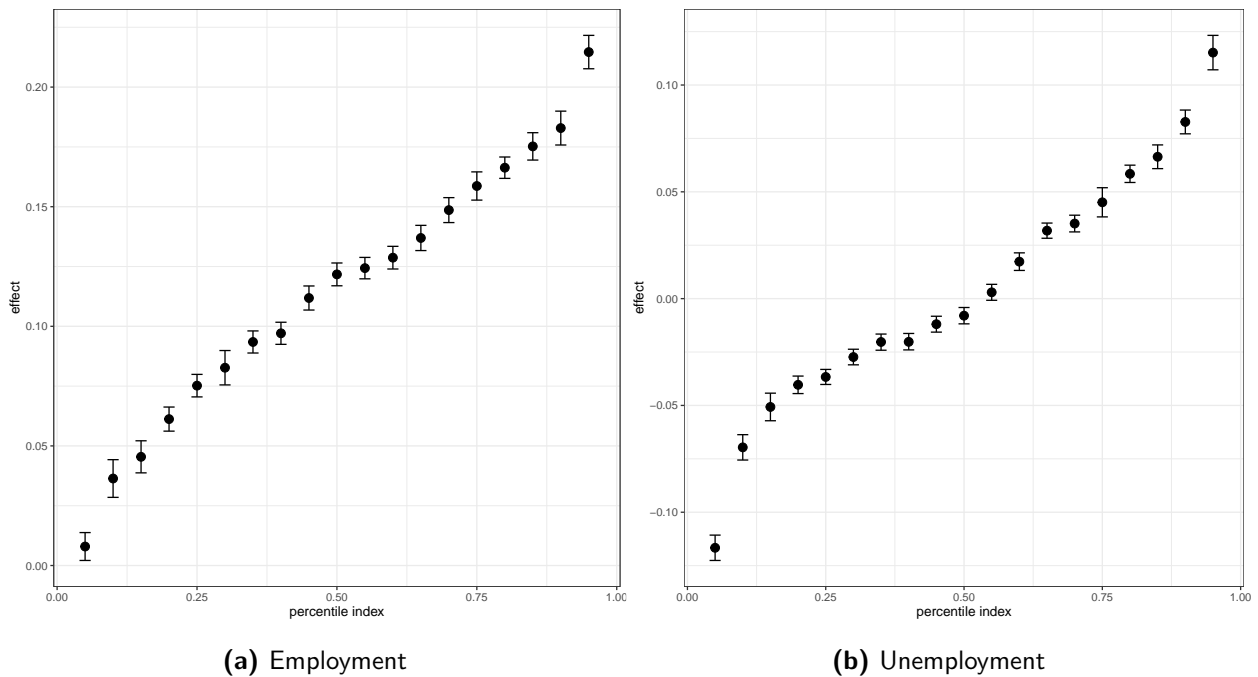 0.20
0.15
0.10
0.05
0.00
effect
0.00 0.25 0.50 0.75 1.00
percentile index
(a) Employment
0.10
0.05
0.00
−0.05
−0.10
effect
0.00 0.25 0.50 0.75 1.00
percentile index
(b) Unemployment